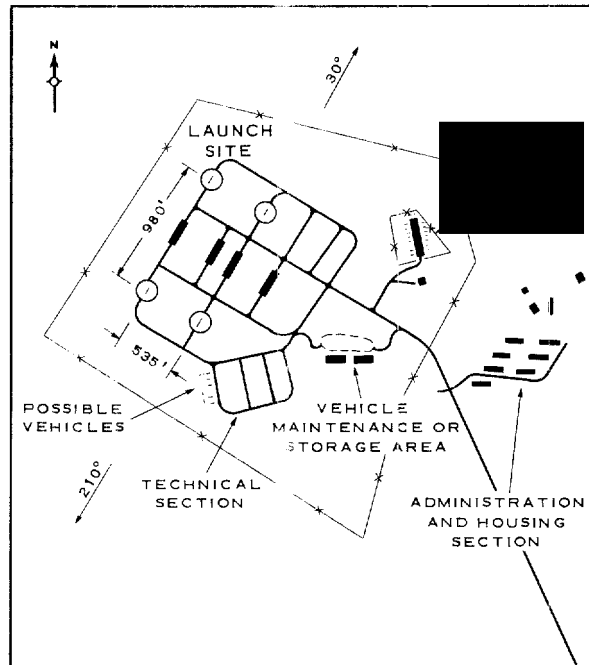 N
30°
LAUNCH
SITE
980'
535'
POSSIBLE
VEHICLES
210°
TECHNICAL
SECTION
VEHICLE
MAINTENANCE OR
STORAGE AREA
ADMINISTRATION
AND HOUSING
SECTION